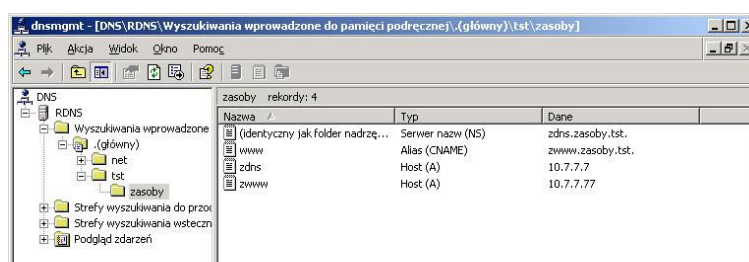 dnsmgmt - [DNS\RDNS\Wyszukiwania wprowadzone do pamięci podręcznej\.(główny)\tst\zasoby]
Plik Akcja Widok Okno Pomoc
DNS
RDNS
Wyszukiwania wprowadzone
.(główny)
net
tst
zasoby
Strefy wyszukiwania do przod
Strefy wyszukiwania wsteczn
Podgląd zdarzeń
zasoby rekordy: 4
Nazwa Typ Dane
(identyczny jak folder nadrzę... Serwer nazw (NS) zdns.zasoby.tst.
www Alias (CNAME) zwww.zasoby.tst.
zdns Host (A) 10.7.7.7
zwww Host (A) 10.7.7.77